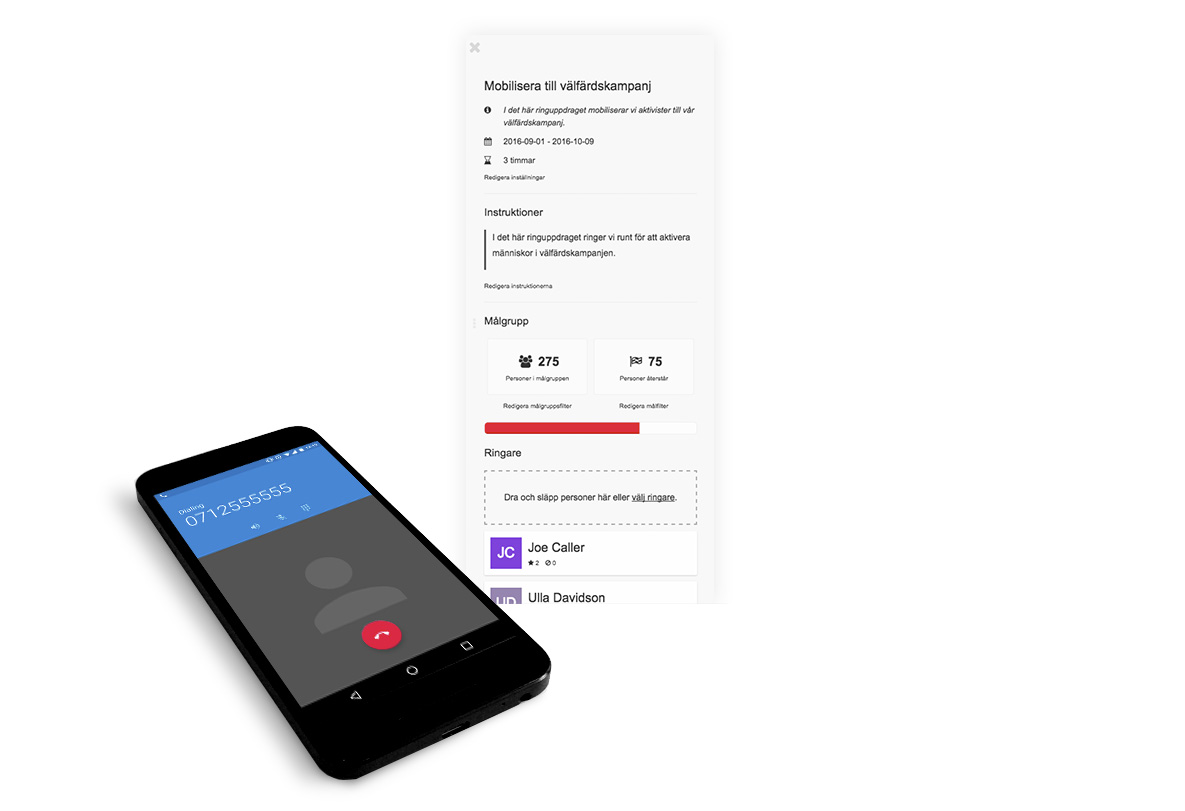 Mobilisera till välfärdskampanj
I det här ringuppdraget mobiliserar vi aktivister till vår
välfärdskampanj.
2016-09-01 - 2016-10-09
3 timmar
Redigera inställningar
Instruktioner
I det här ringuppdraget ringer vi runt för att aktivera
människor i välfärdskampanjen.
Redigera instruktionerna
Målgrupp
275
75
Personer i målgruppen
Personer återstår
Redigera målgruppsfilter
Redigera målfilter
Ringare
Dra och släpp personer här eller välj ringare.
JC
Joe Caller
2 0
UD
Ulla Davidson
Dialing
0712555555